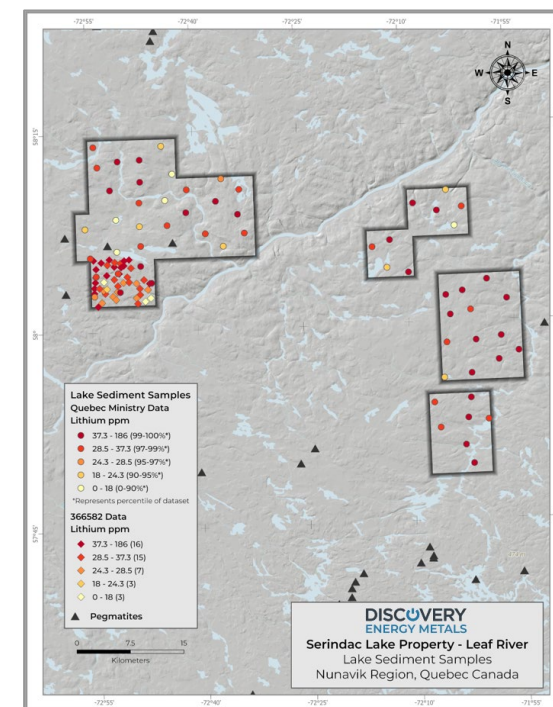 -72°55'
-72°40'
-72°25'
-72°10'
-71°55'
N
W
E
S
58°15'
58°
57°45'
Lake Sediment Samples
Quebec Ministry Data
Lithium ppm
37.3 - 186 (99-100%*)
28.5 - 37.3 (97-99%*)
24.3 - 28.5 (95-97%*)
18 - 24.3 (90-95%*)
0 - 18 (0-90%*)
*Represents percentile of dataset
366582 Data
Lithium ppm
37.3 - 186 (16)
28.5 - 37.3 (15)
24.3 - 28.5 (7)
18 - 24.3 (3)
0 - 18 (3)
Pegmatites
0 7.5 15
Kilometers
DISCOVERY
ENERGY METALS
Serindac Lake Property - Leaf River
Lake Sediment Samples
Nunavik Region, Quebec Canada
-72°55'
-72°40'
-72°25'
-72°10'
-71°55'